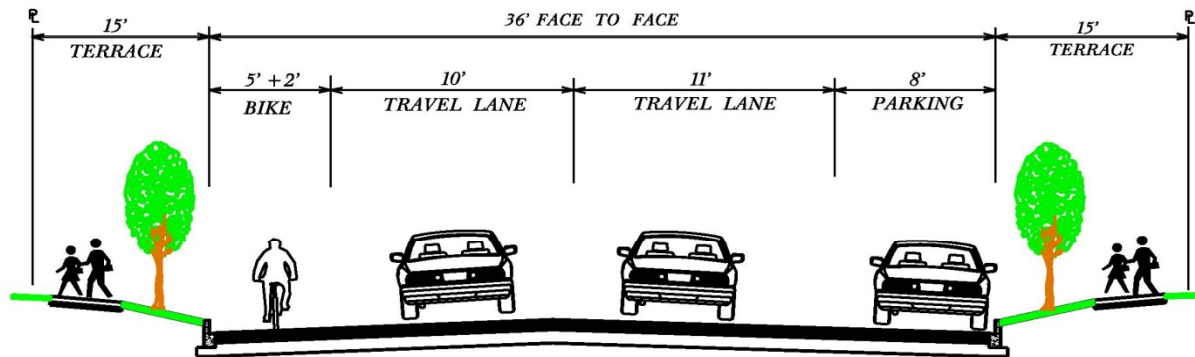 ℄
15'
TERRACE
36' FACE TO FACE
15'
TERRACE
℄
5' +2'
BIKE
10'
TRAVEL LANE
11'
TRAVEL LANE
8'
PARKING